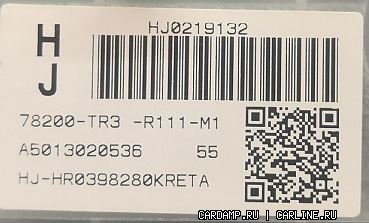 HJ0219132
H
J
78200-TR3 -R111-M1
A5013020536 55
HJ-HR0398280KRETA
CARDAMP.RU | CARLINE.RU